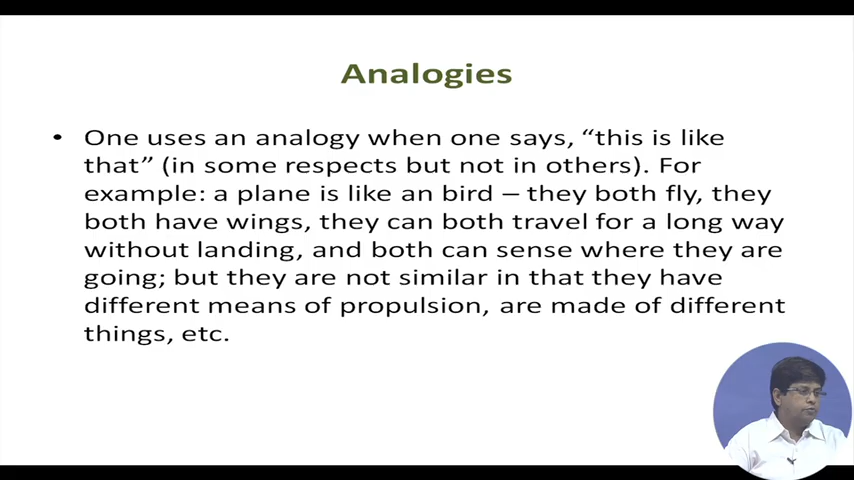 Analogies
• One uses an analogy when one says, “this is like
that” (in some respects but not in others). For
example: a plane is like an bird – they both fly, they
both have wings, they can both travel for a long way
without landing, and both can sense where they are
going; but they are not similar in that they have
different means of propulsion, are made of different
things, etc.